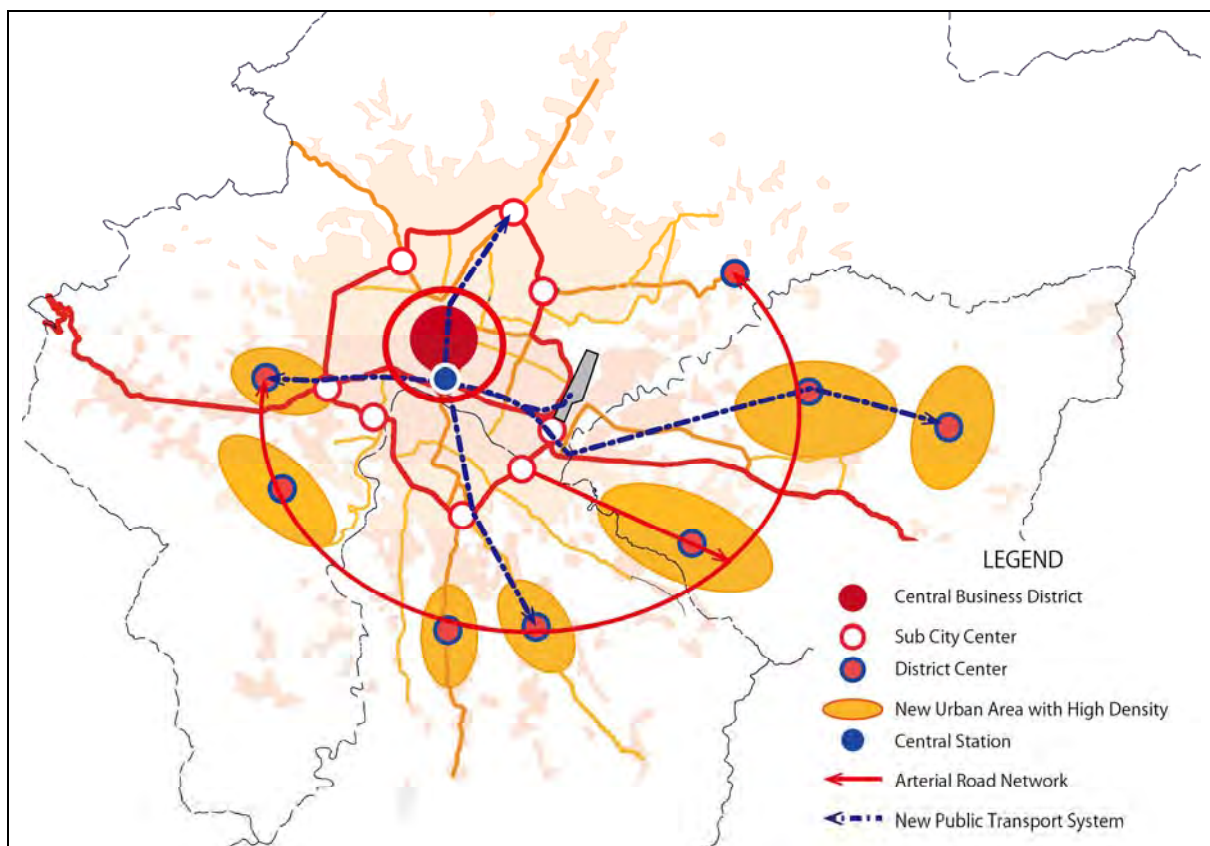 LEGEND
Central Business District
Sub City Center
District Center
New Urban Area with High Density
Central Station
Arterial Road Network
New Public Transport System